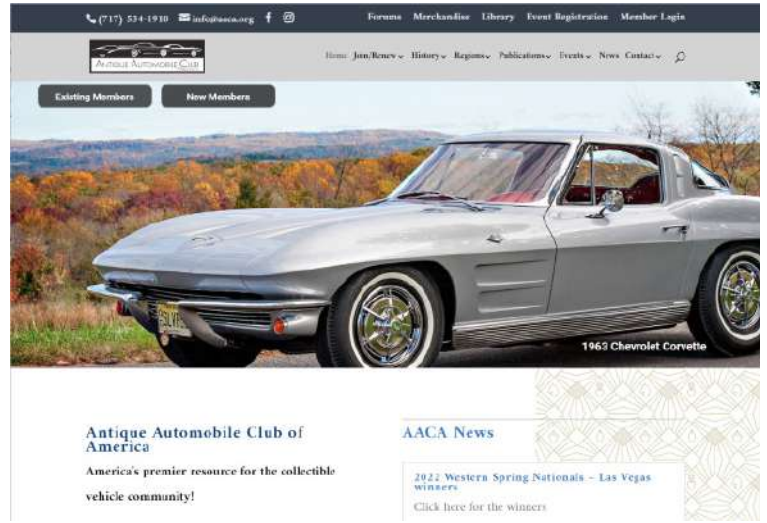 (717) 534-1910 info@aaca.org Forums Merchandise Library Event Registration Member Login
Antique Automobile Club
Home Join/Renew History Regions Publications Events News Contact
Existing Members New Members
1963 Chevrolet Corvette
Antique Automobile Club of
America
America's premier resource for the collectible
vehicle community!
AACA News
2022 Western Spring Nationals – Las Vegas
winners
Click here for the winners